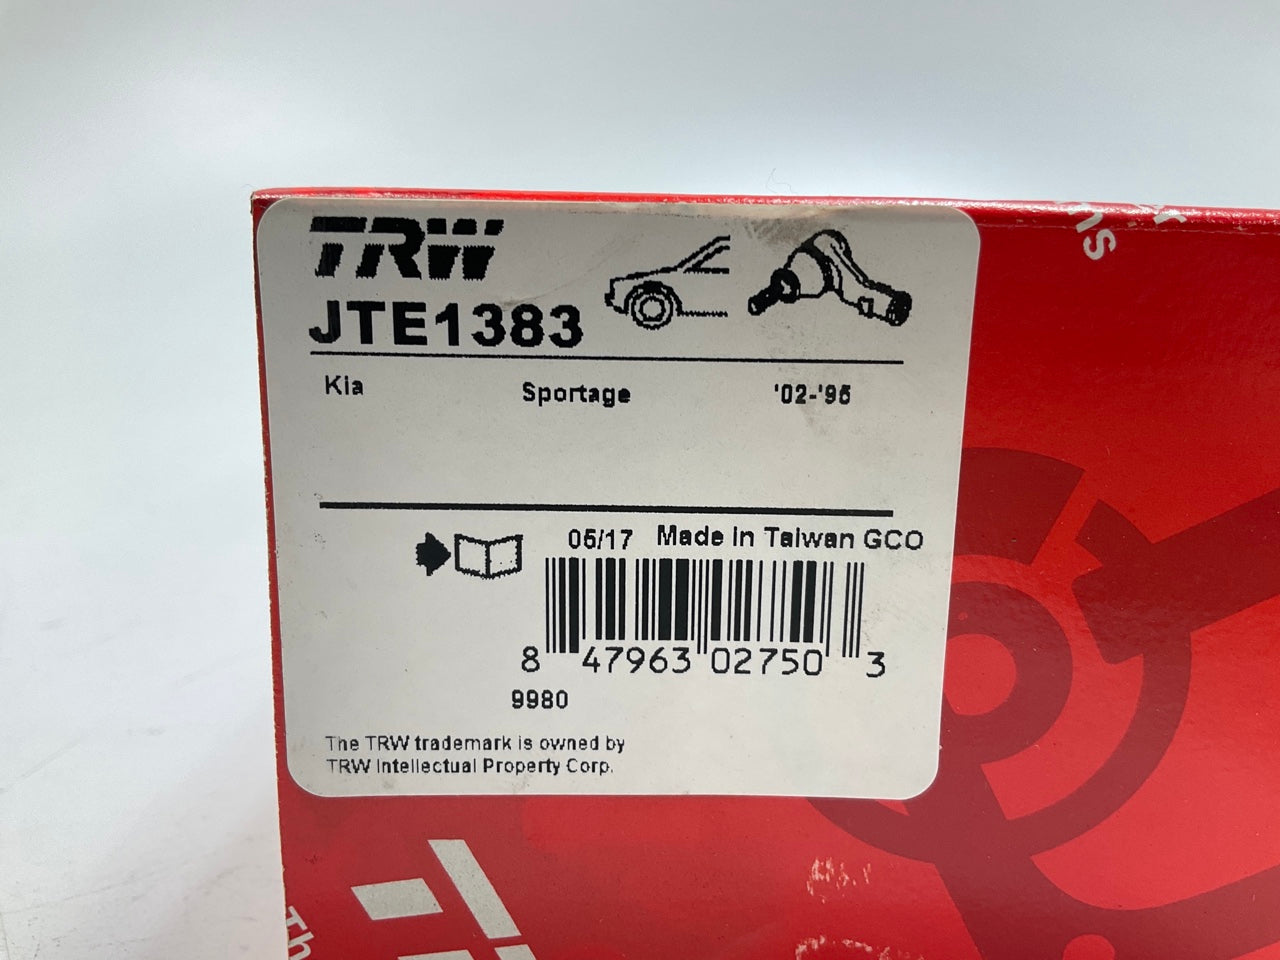 TRW
JTE1383
Kia Sportage '02-'95
05/17 Made In Taiwan GCO
8 47963 02750 3
9980
The TRW trademark is owned by
TRW Intellectual Property Corp.